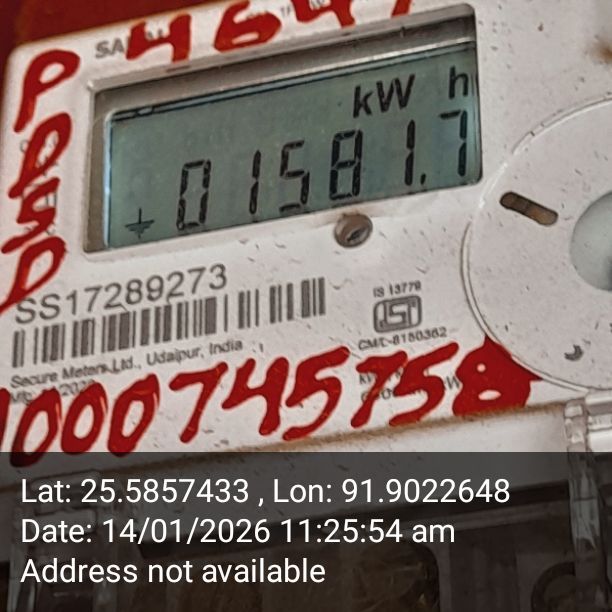 P 4647
kW h
01581.7
SS17289273
IS 13779
CM/L-8150362
Secure Meters Ltd., Udaipur, India
1000745758
Lat: 25.5857433 , Lon: 91.9022648
Date: 14/01/2026 11:25:54 am
Address not available